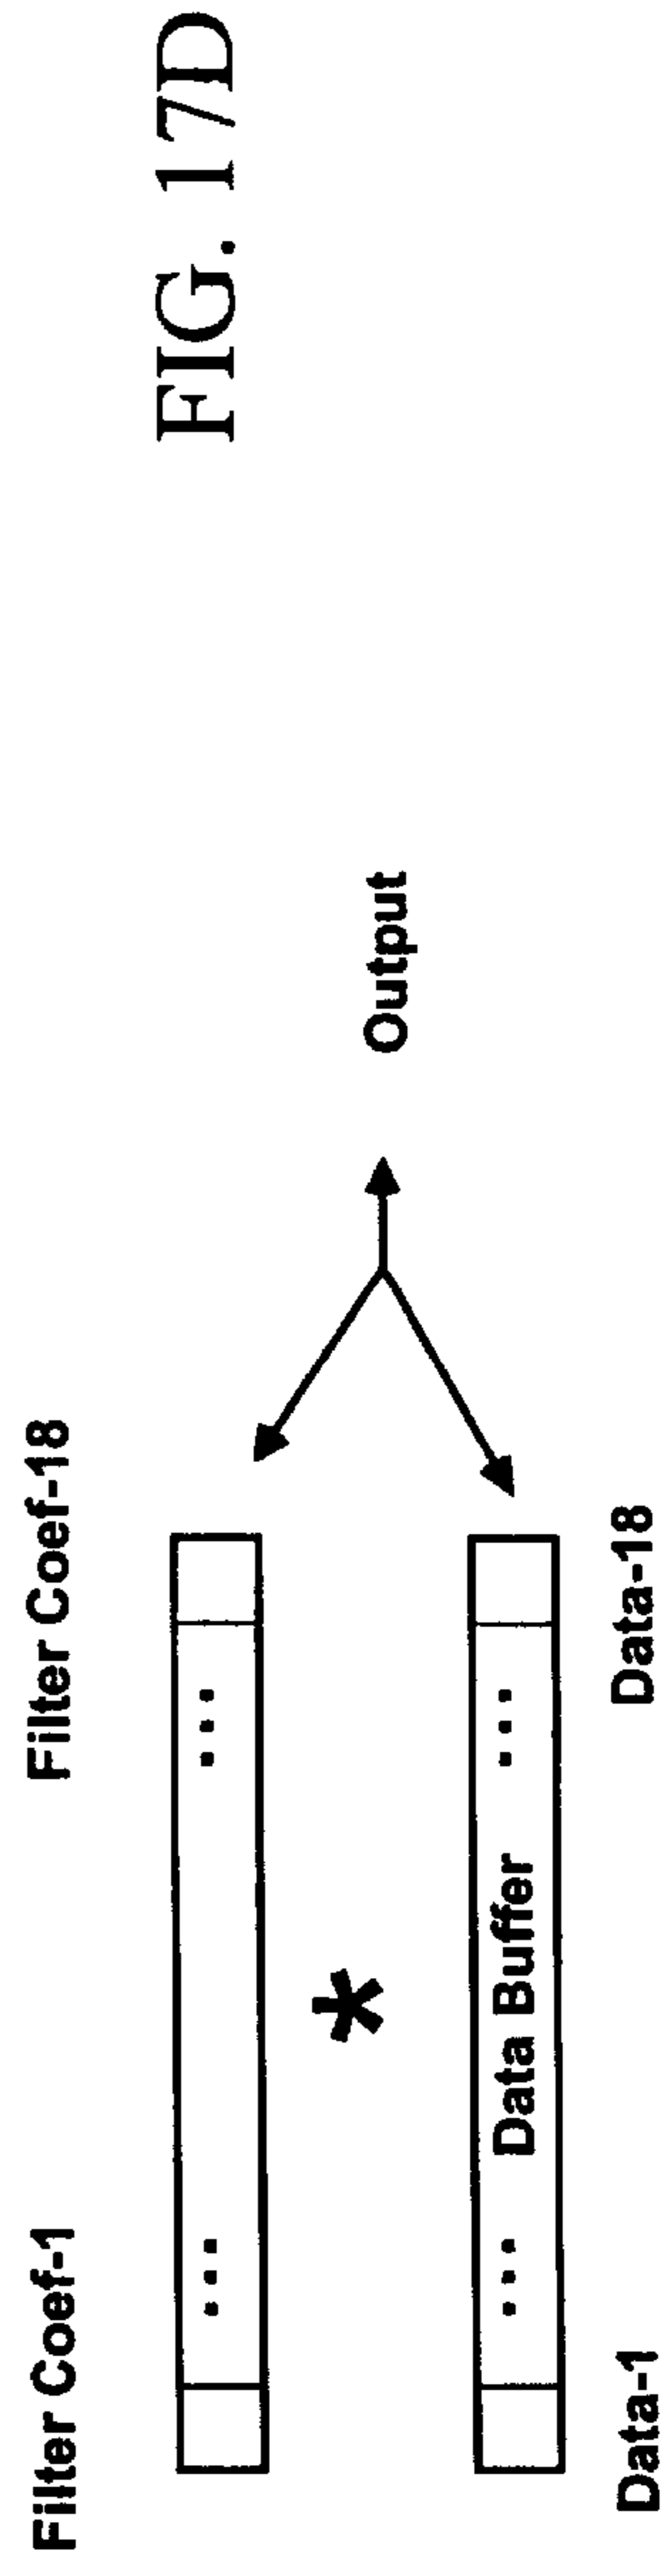 FIG. 17D
Filter Coef-1
Filter Coef-18
...
...
*
Output
... Data Buffer ...
Data-1
Data-18